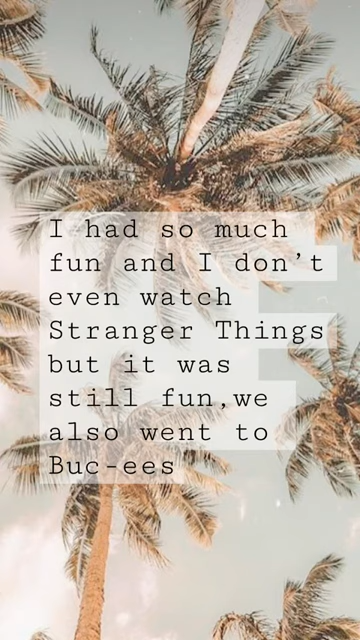 I had so much
fun and I don’t
even watch
Stranger Things
but it was
still fun,we
also went to
Buc-ees